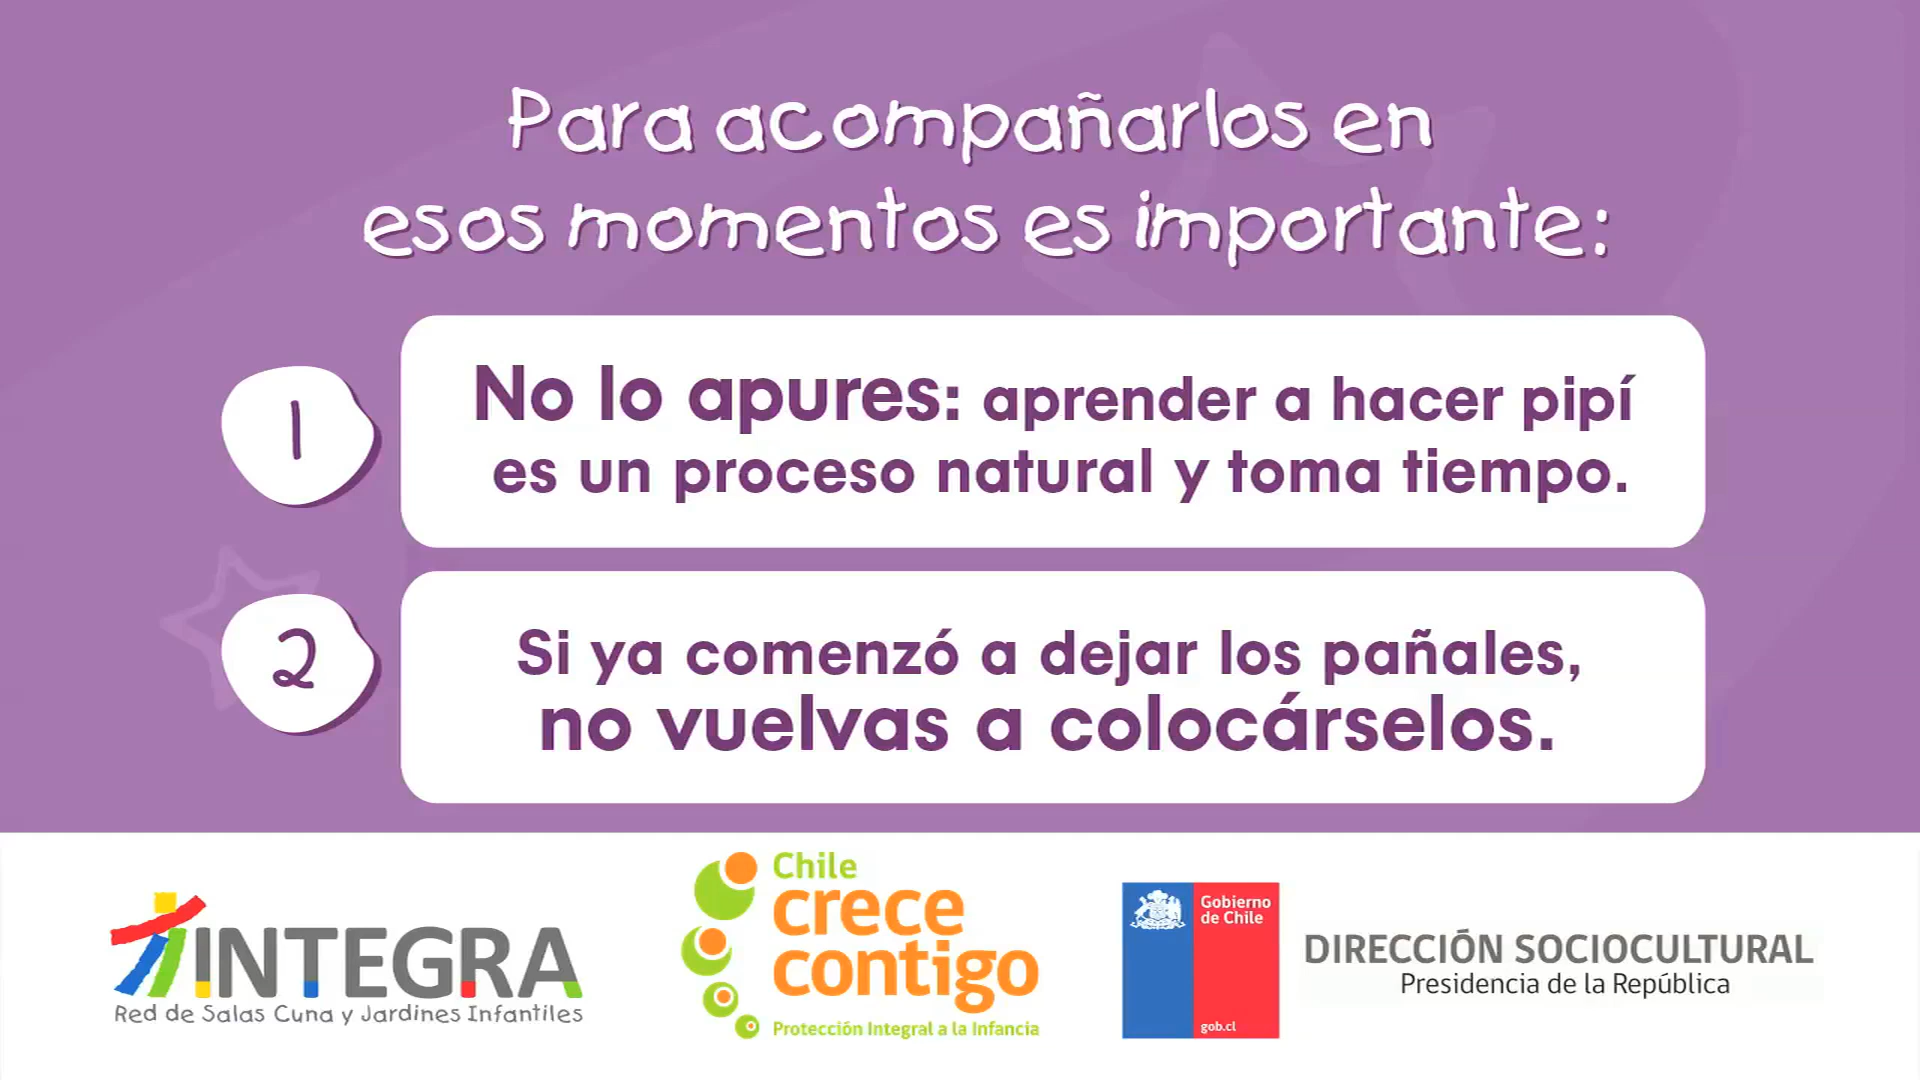 Para acompañarlos en
esos momentos es importante:
1
No lo apures: aprender a hacer pipí
es un proceso natural y toma tiempo.
2
Si ya comenzó a dejar los pañales,
no vuelvas a colocárselos.
INTEGRA
Red de Salas Cuna y Jardines Infantiles
Chile
crece
contigo
Protección Integral a la Infancia
Gobierno
de Chile
gob.cl
DIRECCIÓN SOCIOCULTURAL
Presidencia de la República